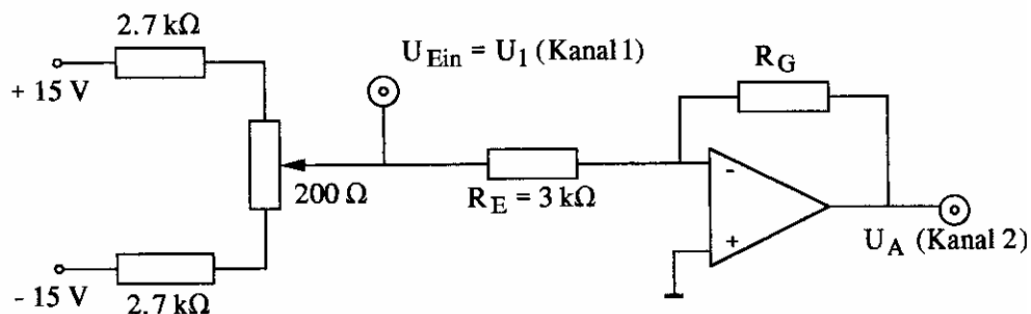 2.7 kΩ
+ 15 V
U_Ein = U_1 (Kanal 1)
R_G
200 Ω
R_E = 3 kΩ
-
+
U_A (Kanal 2)
- 15 V
2.7 kΩ